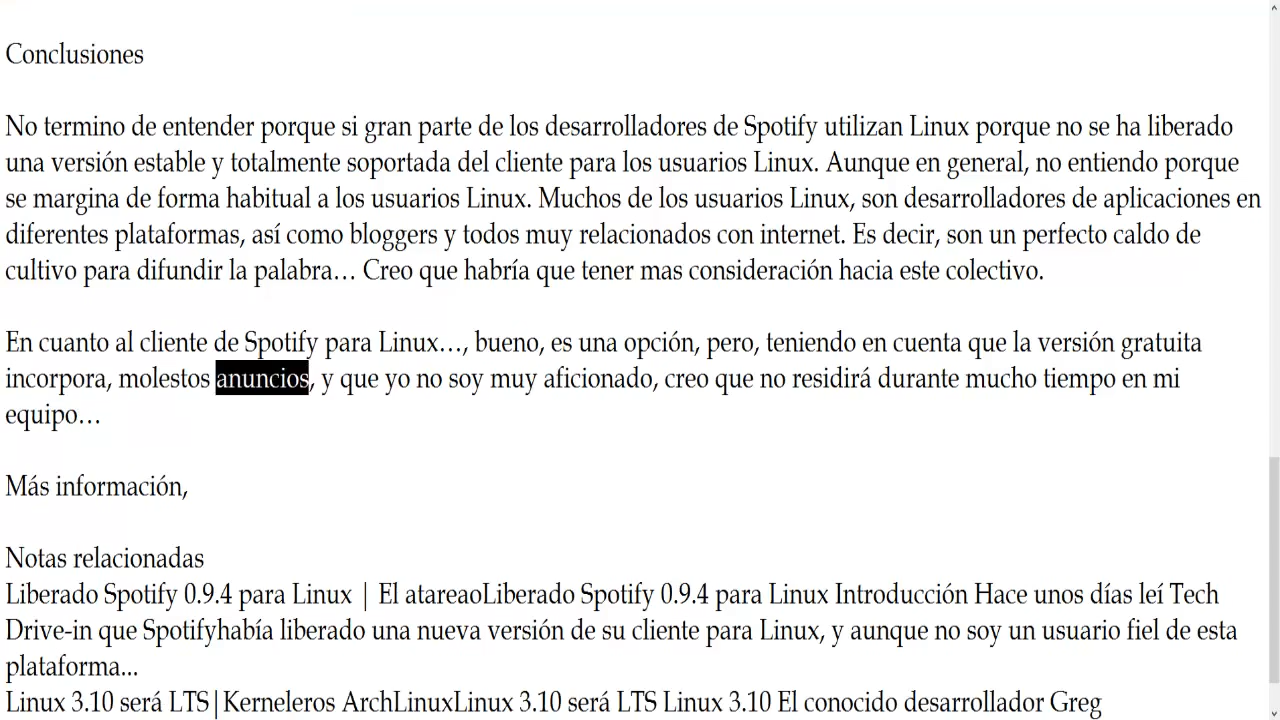 Conclusiones
No termino de entender porque si gran parte de los desarrolladores de Spotify utilizan Linux porque no se ha liberado
una versión estable y totalmente soportada del cliente para los usuarios Linux. Aunque en general, no entiendo porque
se margina de forma habitual a los usuarios Linux. Muchos de los usuarios Linux, son desarrolladores de aplicaciones en
diferentes plataformas, así como bloggers y todos muy relacionados con internet. Es decir, son un perfecto caldo de
cultivo para difundir la palabra… Creo que habría que tener mas consideración hacia este colectivo.
En cuanto al cliente de Spotify para Linux…, bueno, es una opción, pero, teniendo en cuenta que la versión gratuita
incorpora, molestos anuncios, y que yo no soy muy aficionado, creo que no residirá durante mucho tiempo en mi
equipo…
Más información,
Notas relacionadas
Liberado Spotify 0.9.4 para Linux | El atareaoLiberado Spotify 0.9.4 para Linux Introducción Hace unos días leí Tech
Drive-in que Spotifyhabía liberado una nueva versión de su cliente para Linux, y aunque no soy un usuario fiel de esta
plataforma...
Linux 3.10 será LTS|Kerneleros ArchLinuxLinux 3.10 será LTS Linux 3.10 El conocido desarrollador Greg